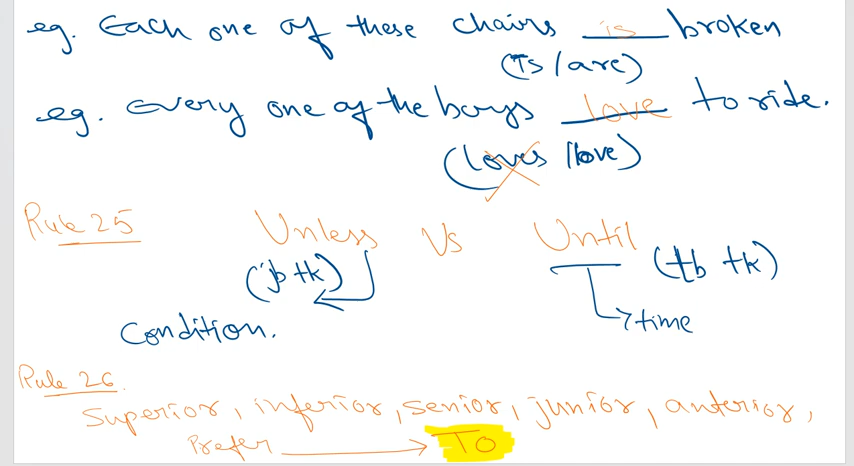 eg. Each one of these chairs is broken
(Is/are)
eg. Every one of the boys love to ride.
(loves/love)
Rule 25 Unless Vs Until
(jb tk) (tb tk)
Condition. time
Rule 26
Superior, inferior, senior, junior, anterior,
Prefer TO